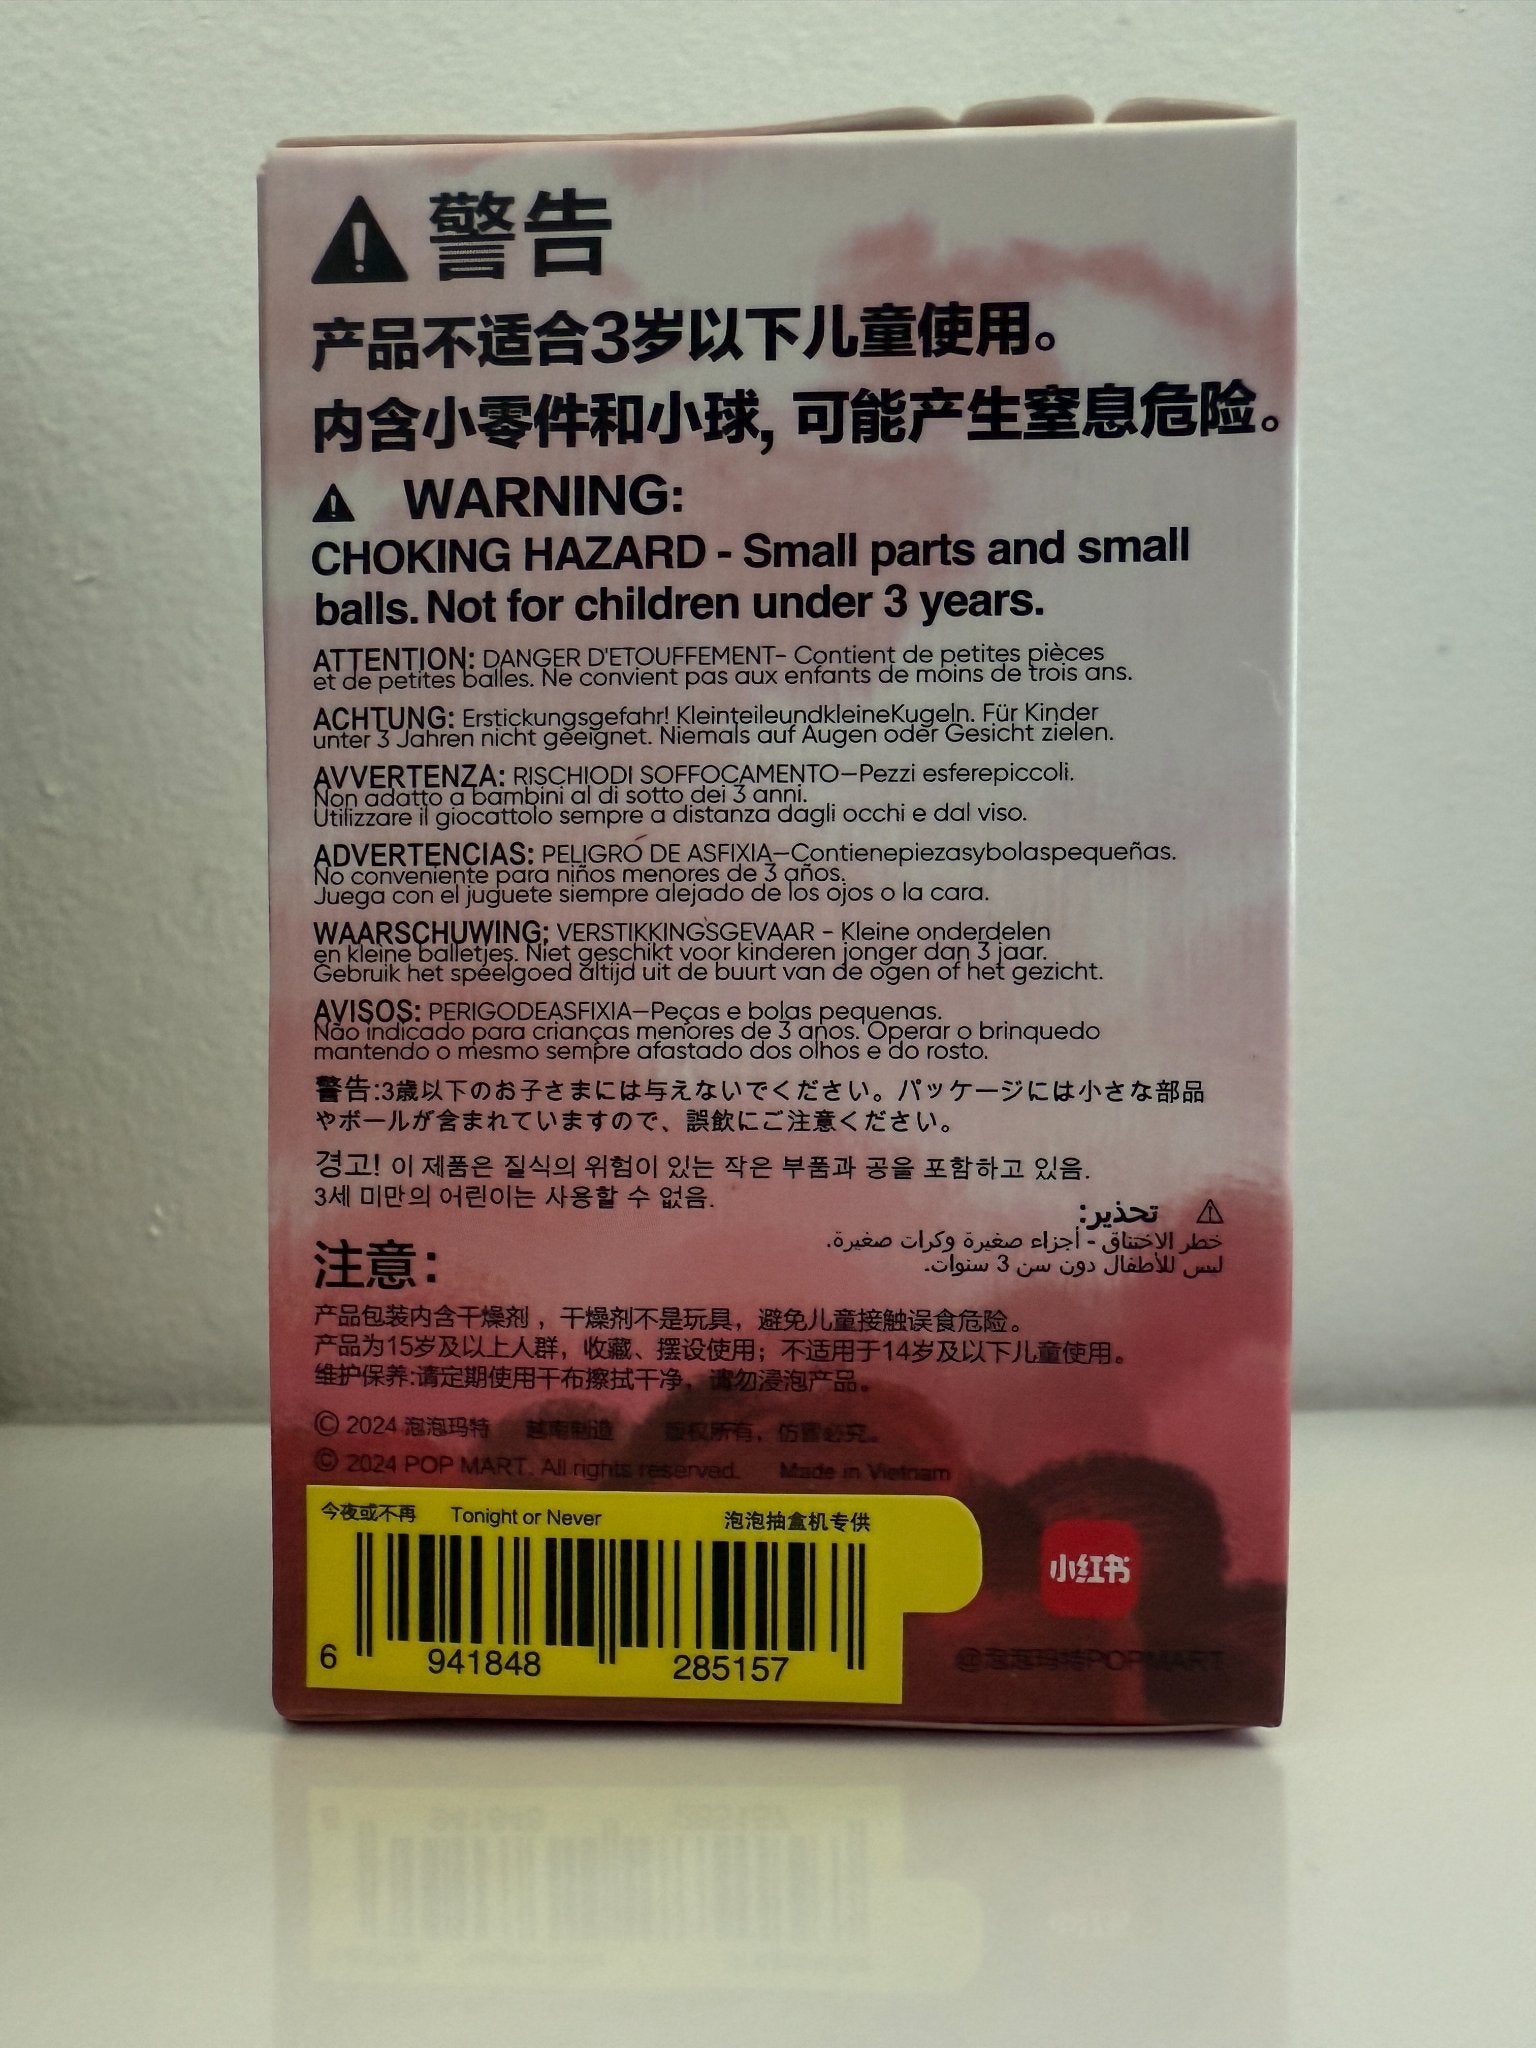 警告
产品不适合3岁以下儿童使用。
内含小零件和小球, 可能产生窒息危险。
WARNING:
CHOKING HAZARD - Small parts and small
balls. Not for children under 3 years.
ATTENTION: DANGER D'ETOUFFEMENT- Contient de petites pièces
et de petites balles. Ne convient pas aux enfants de moins de trois ans.
ACHTUNG: Erstickungsgefahr! KleinteileundkleineKugeln. Für Kinder
unter 3 Jahren nicht geeignet. Niemals auf Augen oder Gesicht zielen.
AVVERTENZA: RISCHIODI SOFFOCAMENTO—Pezzi esferepiccoli.
Non adatto a bambini al di sotto dei 3 anni.
Utilizzare il giocattolo sempre a distanza dagli occhi e dal viso.
ADVERTENCIAS: PELIGRO DE ASFIXIA—Contienepiezasybolaspequeñas.
No conveniente para niños menores de 3 años.
Juega con el juguete siempre alejado de los ojos o la cara.
WAARSCHUWING: VERSTIKKINGSGEVAAR - Kleine onderdelen
en kleine balletjes. Niet geschikt voor kinderen jonger dan 3 jaar.
Gebruik het speelgoed altijd uit de buurt van de ogen of het gezicht.
AVISOS: PERIGODEASFIXIA—Peças e bolas pequenas.
Não indicado para crianças menores de 3 anos. Operar o brinquedo
mantendo o mesmo sempre afastado dos olhos e do rosto.
警告:3歳以下のお子さまには与えないでください。パッケージには小さな部品
やボールが含まれていますので、誤飲にご注意ください。
경고! 이 제품은 질식의 위험이 있는 작은 부품과 공을 포함하고 있음.
3세 미만의 어린이는 사용할 수 없음.
تحذير:
خطر الاختناق - أجزاء صغيرة وكرات صغيرة.
ليس للأطفال دون سن 3 سنوات.
注意：
产品包装内含干燥剂，干燥剂不是玩具，避免儿童接触误食危险。
产品为15岁及以上人群，收藏、摆设使用；不适用于14岁及以下儿童使用。
维护保养:请定期使用干布擦拭干净，请勿浸泡产品。
© 2024 泡泡玛特 越南制造 版权所有，仿冒必究。
© 2024 POP MART. All rights reserved. Made in Vietnam
今夜或不再 Tonight or Never 泡泡抽盒机专供
6 941848 285157
小红书
@泡泡玛特POPMART